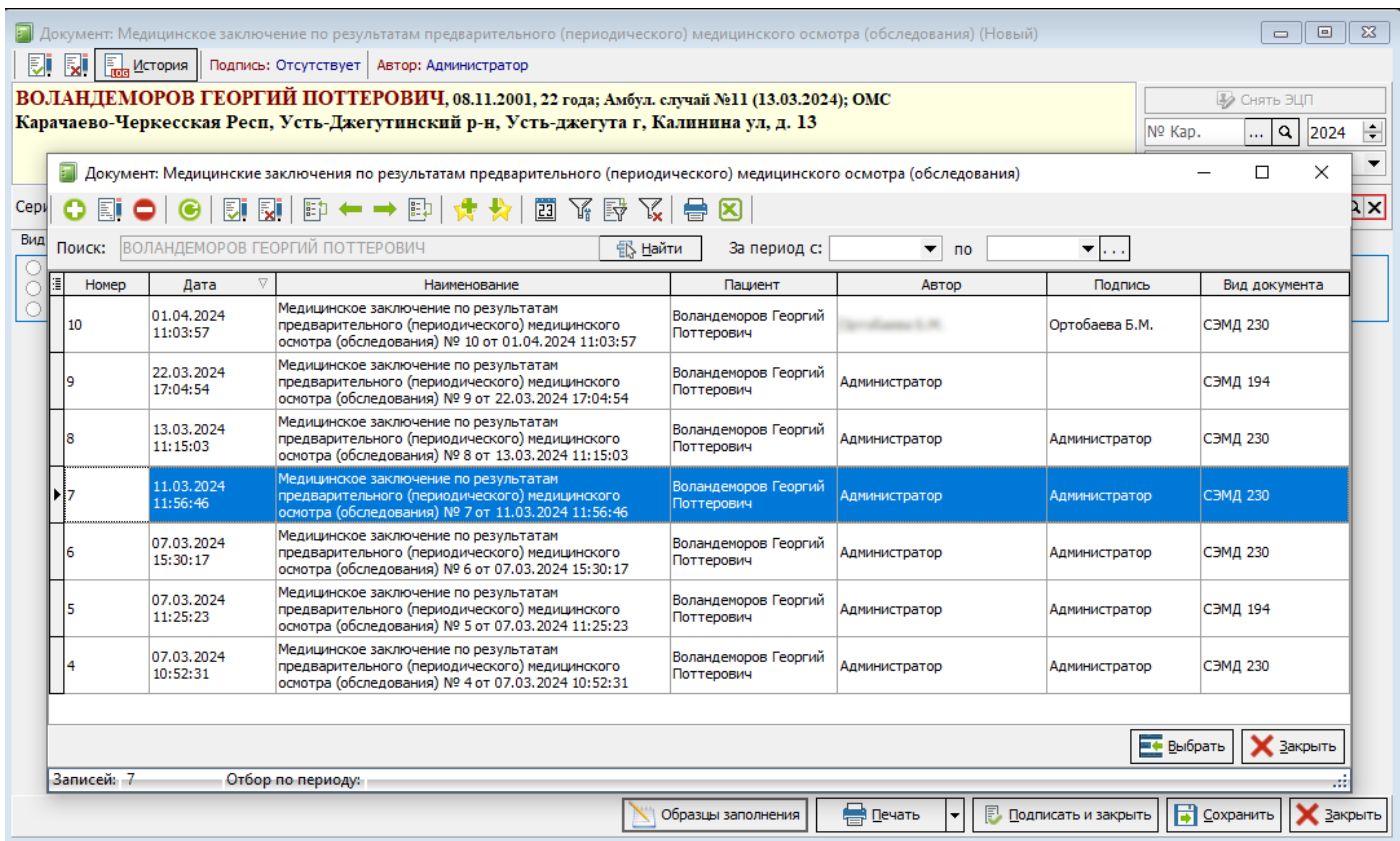 Документ: Медицинское заключение по результатам предварительного (периодического) медицинского осмотра (обследования) (Новый)
История Подпись: Отсутствует Автор: Администратор
ВОЛАНДЕМОРОВ ГЕОРГИЙ ПОТТЕРОВИЧ, 08.11.2001, 22 года; Амбул. случай №11 (13.03.2024); ОМС
Карачаево-Черкесская Респ, Усть-Джегутинский р-н, Усть-джегута г, Калинина ул, д. 13
Снять ЭЦП
№ Кар. ... 2024
Документ: Медицинские заключения по результатам предварительного (периодического) медицинского осмотра (обследования)
Сери
Вид
Поиск: ВОЛАНДЕМОРОВ ГЕОРГИЙ ПОТТЕРОВИЧ Найти За период с: по ...
Номер Дата Наименование Пациент Автор Подпись Вид документа
10 01.04.2024 11:03:57 Медицинское заключение по результатам предварительного (периодического) медицинского осмотра (обследования) № 10 от 01.04.2024 11:03:57 Воландеморов Георгий Поттерович Ортобаева Б.М. СЭМД 230
9 22.03.2024 17:04:54 Медицинское заключение по результатам предварительного (периодического) медицинского осмотра (обследования) № 9 от 22.03.2024 17:04:54 Воландеморов Георгий Поттерович Администратор СЭМД 194
8 13.03.2024 11:15:03 Медицинское заключение по результатам предварительного (периодического) медицинского осмотра (обследования) № 8 от 13.03.2024 11:15:03 Воландеморов Георгий Поттерович Администратор Администратор СЭМД 230
7 11.03.2024 11:56:46 Медицинское заключение по результатам предварительного (периодического) медицинского осмотра (обследования) № 7 от 11.03.2024 11:56:46 Воландеморов Георгий Поттерович Администратор Администратор СЭМД 230
6 07.03.2024 15:30:17 Медицинское заключение по результатам предварительного (периодического) медицинского осмотра (обследования) № 6 от 07.03.2024 15:30:17 Воландеморов Георгий Поттерович Администратор Администратор СЭМД 230
5 07.03.2024 11:25:23 Медицинское заключение по результатам предварительного (периодического) медицинского осмотра (обследования) № 5 от 07.03.2024 11:25:23 Воландеморов Георгий Поттерович Администратор Администратор СЭМД 194
4 07.03.2024 10:52:31 Медицинское заключение по результатам предварительного (периодического) медицинского осмотра (обследования) № 4 от 07.03.2024 10:52:31 Воландеморов Георгий Поттерович Администратор Администратор СЭМД 230
Выбрать Закрыть
Записей: 7 Отбор по периоду:
Образцы заполнения Печать Подписать и закрыть Сохранить Закрыть